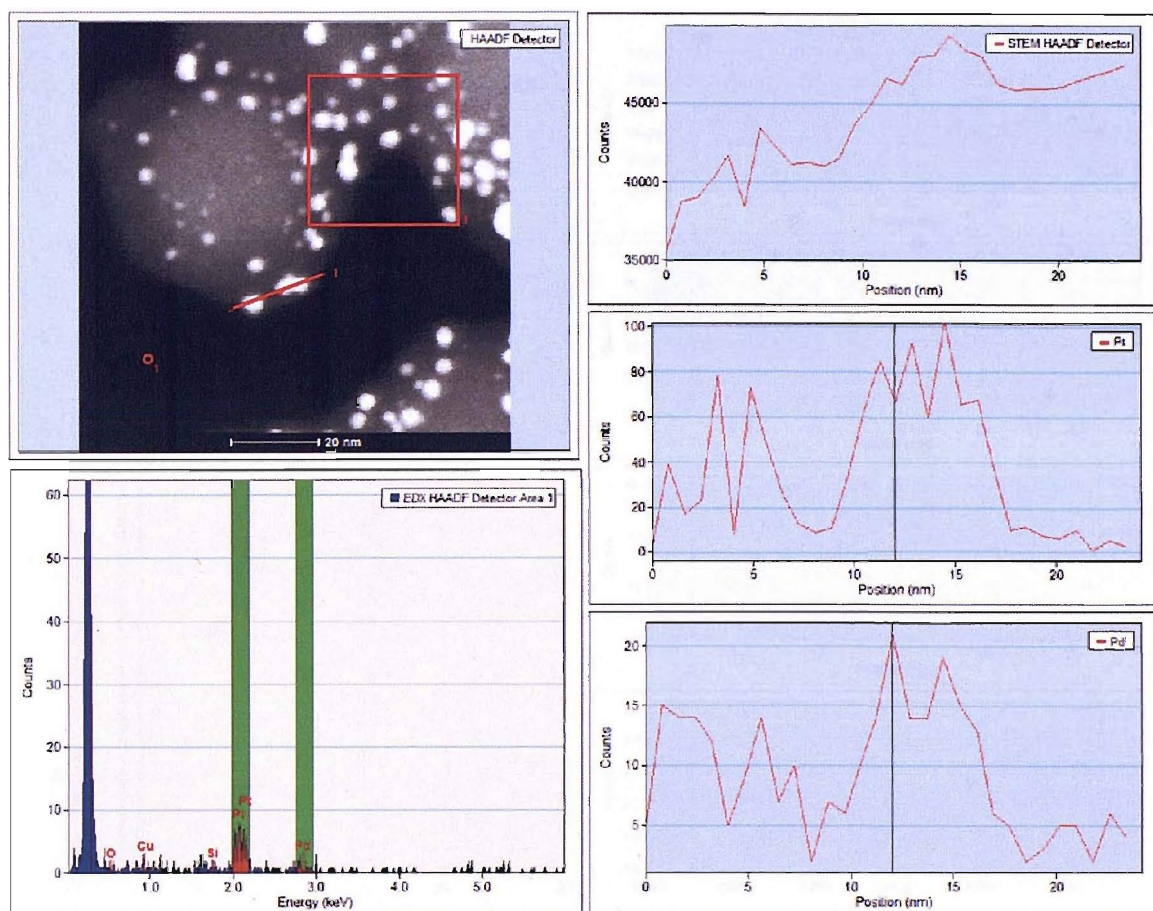 HAADF Detector
1
1
1
20 nm
STEM HAADF Detector
Counts
45000
40000
35000
0
5
10
15
20
Position (nm)
Pt
Counts
100
80
60
40
20
0
0
5
10
15
20
Position (nm)
EDX HAADF Detector Area 1
Counts
60
50
40
30
20
10
0
O
Cu
Si
Pt
Pt
Pd
1.0
2.0
3.0
4.0
5.0
Energy (keV)
Pd
Counts
20
15
10
5
0
5
10
15
20
Position (nm)